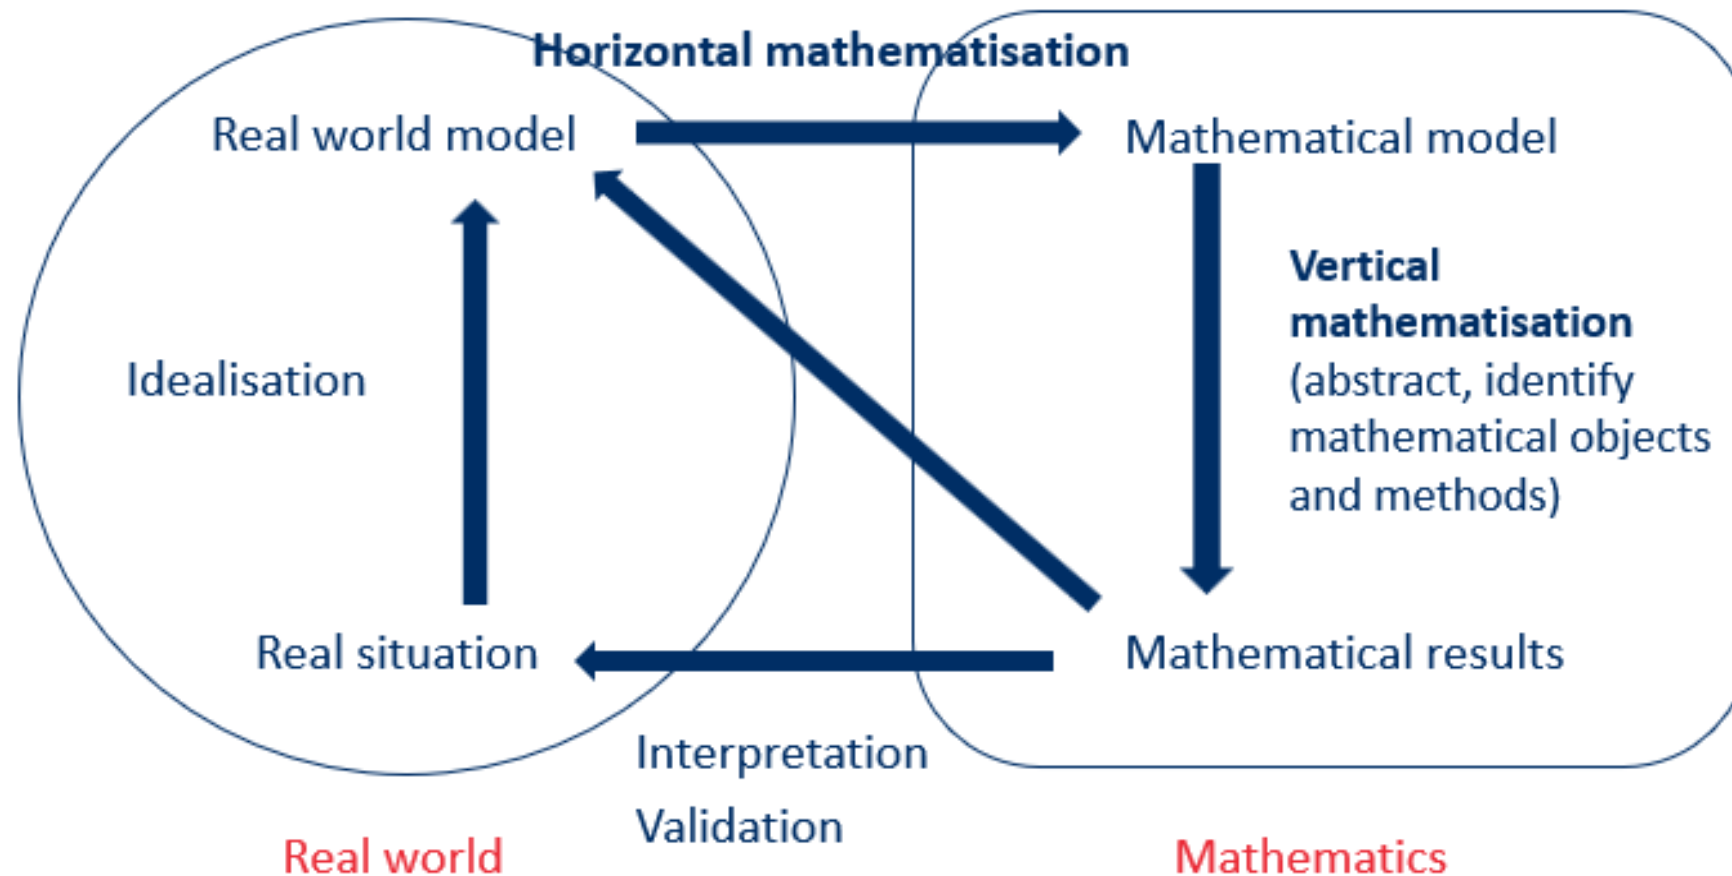 Horizontal mathematisation
Real world model
Mathematical model
Vertical
mathematisation
(abstract, identify
mathematical objects
and methods)
Idealisation
Real situation
Mathematical results
Interpretation
Validation
Real world
Mathematics